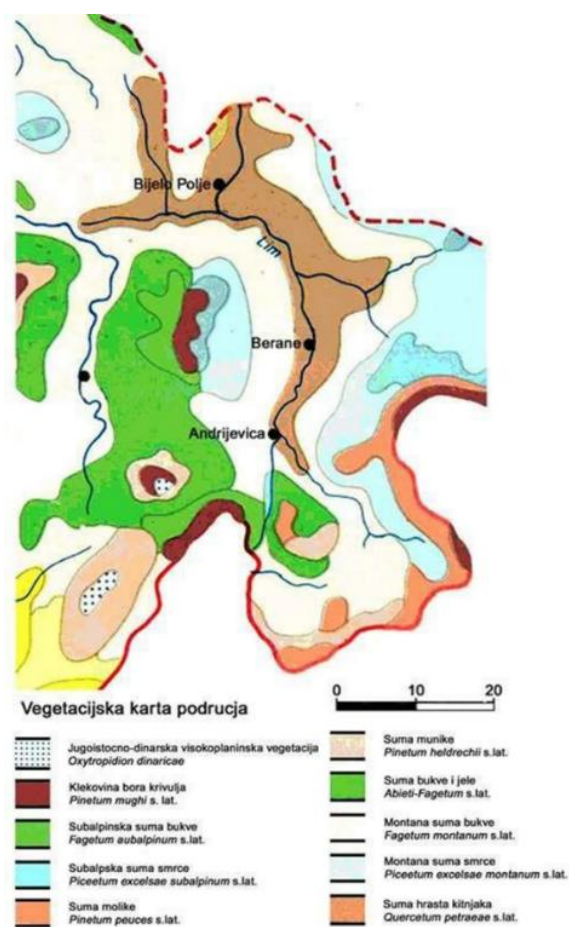 Bijelo Polje
Lim
Berane
Andrijevica
Vegetacijska karta podrucja
0 10 20
Jugoistocno-dinarska visokoplaninska vegetacija
Oxytropidion dinaricae
Klekovina bora krivulja
Pinetum mughi s. lat.
Subalpinska suma bukve
Fagetum aubalpinum s.lat.
Subalpska suma smrce
Piceetum excelsae subalpinum s.lat.
Suma molike
Pinetum peuces s.lat.
Suma munike
Pinetum heldrechii s.lat.
Suma bukve i jele
Abieti-Fagetum s.lat.
Montana suma bukve
Fagetum montanum s.lat.
Montana suma smrce
Piceetum excelsae montanum s.lat.
Suma hrasta kitnjaka
Quercetum petraeae s.lat.